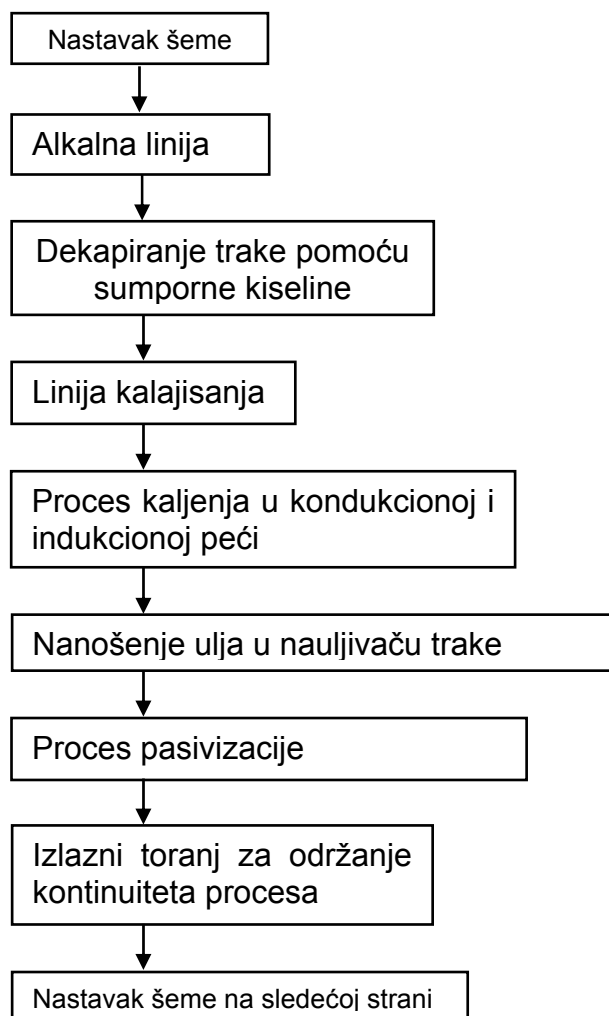 Nastavak šeme
Alkalna linija
Dekapiranje trake pomoću
sumporne kiseline
Linija kalajisanja
Proces kaljenja u kondukcionoj i
indukcionoj peći
Nanošenje ulja u nauljivaču trake
Proces pasivizacije
Izlazni toranj za održanje
kontinuiteta procesa
Nastavak šeme na sledećoj strani